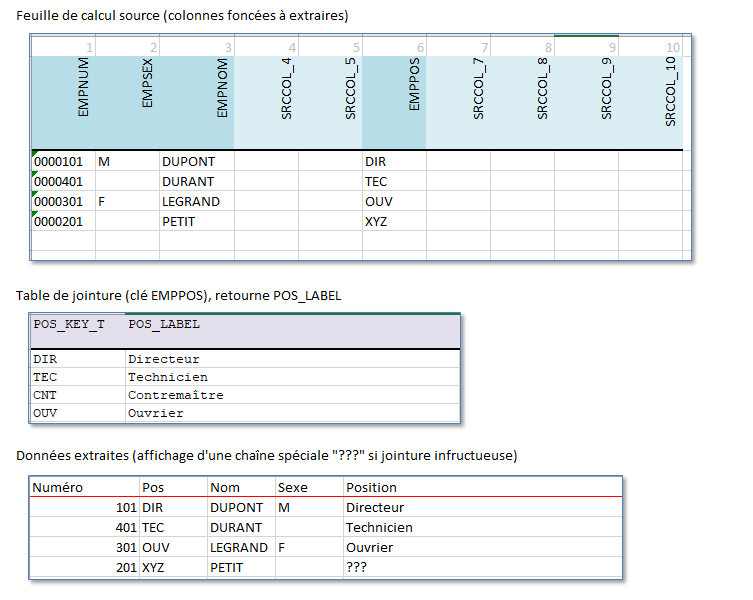 Feuille de calcul source (colonnes foncées à extraires)
1 2 3 4 5 6 7 8 9 10
EMPNUM EMPSEX EMPNOM SRCCOL_4 SRCCOL_5 EMPPOS SRCCOL_7 SRCCOL_8 SRCCOL_9 SRCCOL_10
0000101 M DUPONT DIR
0000401 DURANT TEC
0000301 F LEGRAND OUV
0000201 PETIT XYZ
Table de jointure (clé EMPPOS), retourne POS_LABEL
POS_KEY_T POS_LABEL
DIR Directeur
TEC Technicien
CNT Contremaître
OUV Ouvrier
Données extraites (affichage d'une chaîne spéciale "???" si jointure infructueuse)
Numéro Pos Nom Sexe Position
101 DIR DUPONT M Directeur
401 TEC DURANT Technicien
301 OUV LEGRAND F Ouvrier
201 XYZ PETIT ???